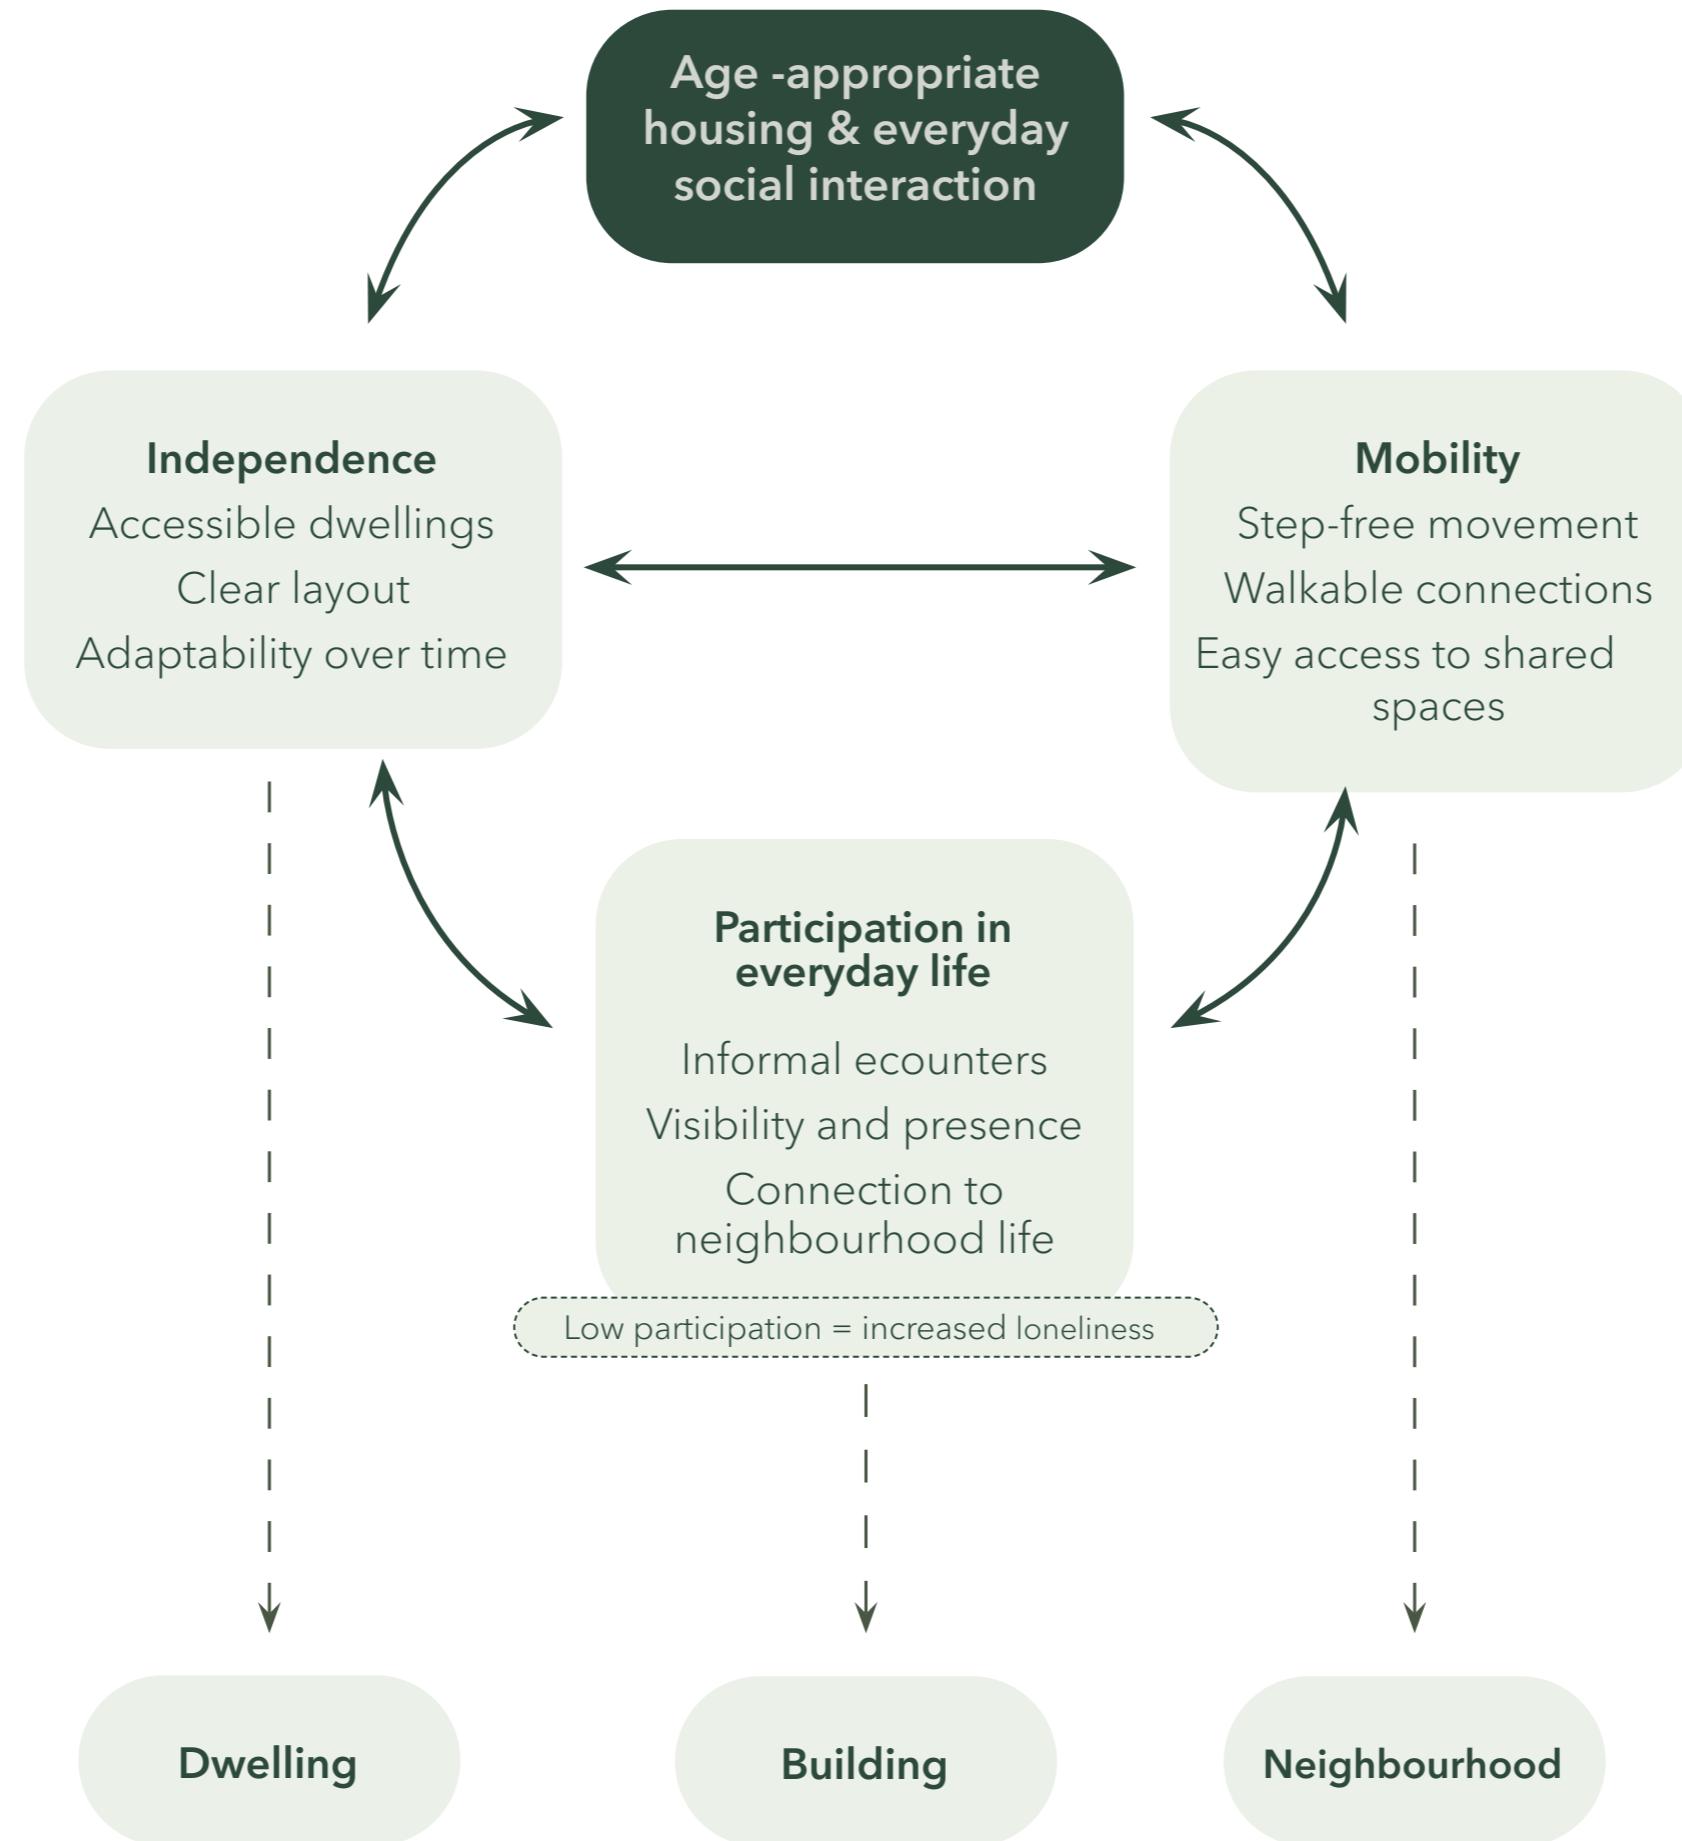 Age -appropriate
housing & everyday
social interaction
Independence
Accessible dwellings
Clear layout
Adaptability over time
Mobility
Step-free movement
Walkable connections
Easy access to shared
spaces
Participation in
everyday life
Informal ecounters
Visibility and presence
Connection to
neighbourhood life
Low participation = increased loneliness
Dwelling
Building
Neighbourhood